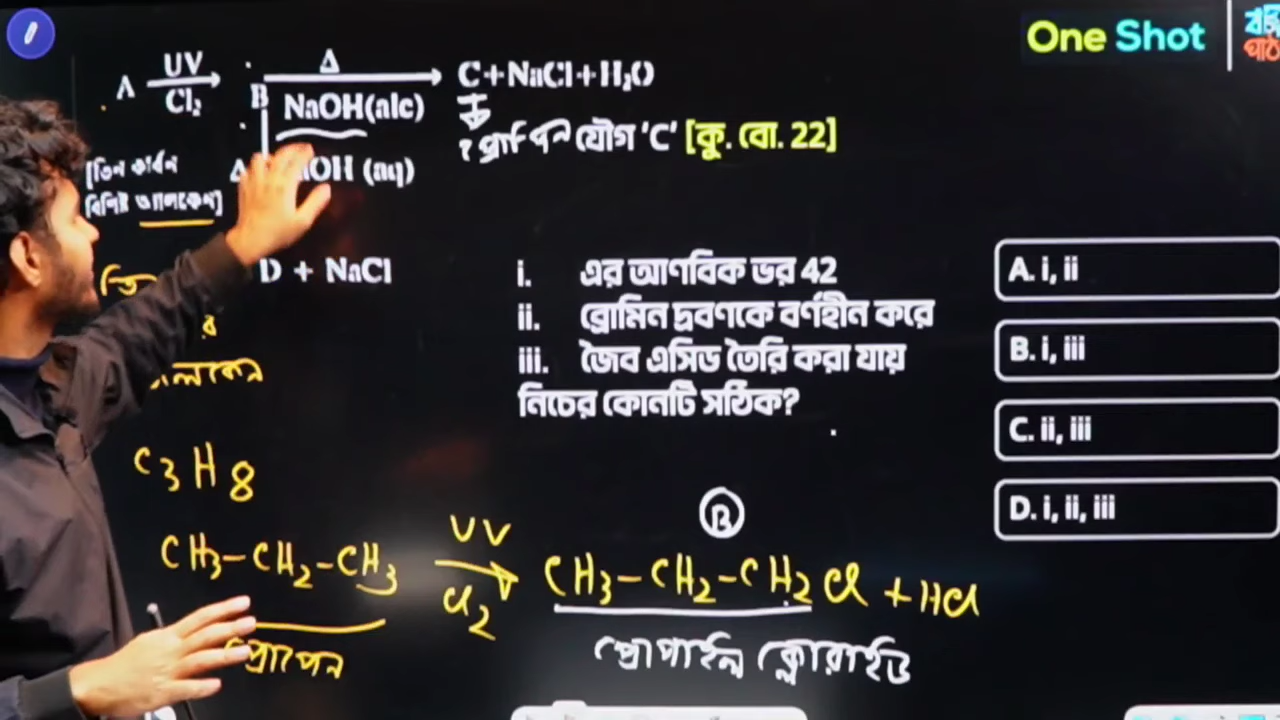 One Shot
A UV Cl₂ B Δ NaOH(alc) C+NaCl+H₂O
যৌগ 'C' [কু. বো. 22]
Δ OH (aq)
[তিন কার্বন
বিশিষ্ট অ্যালকেন]
D + NaCl
i. এর আণবিক ভর 42
ii. ব্রোমিন দ্রবণকে বর্ণহীন করে
iii. জৈব এসিড তৈরি করা যায়
নিচের কোনটি সঠিক?
A. i, ii
B. i, iii
C. ii, iii
D. i, ii, iii
C₃H₈
B
CH₃-CH₂-CH₃ UV Cl₂ CH₃-CH₂-CH₂Cl + HCl
প্রোপেন প্রোপাইল ক্লোরাইড